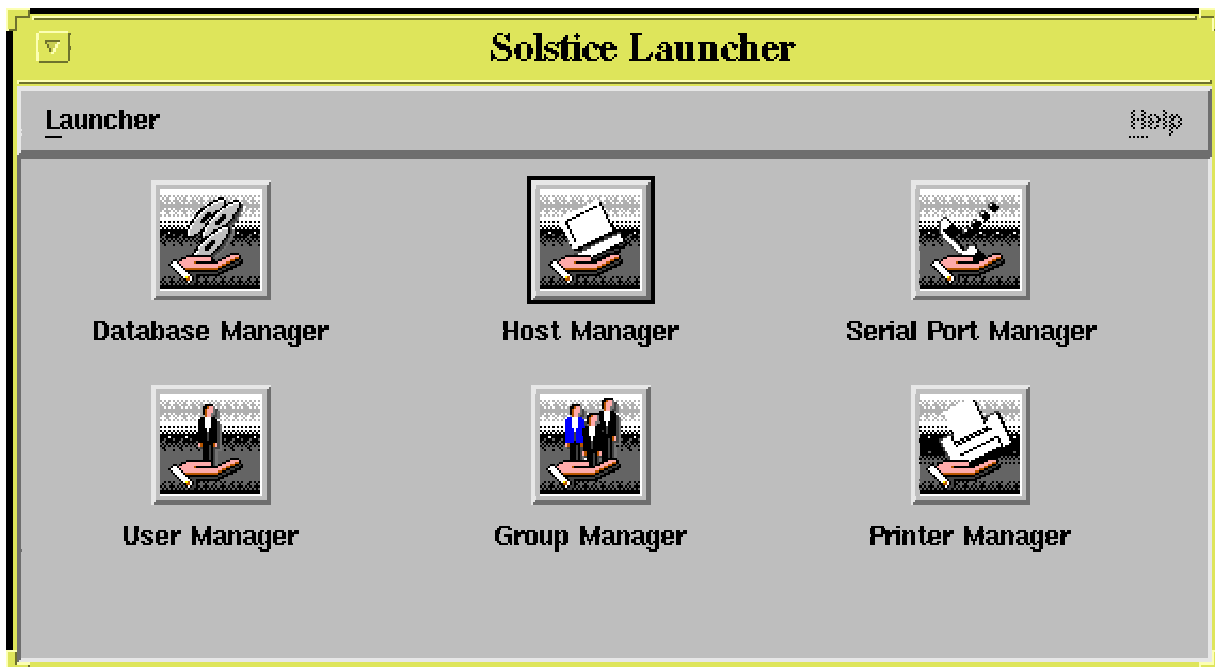 Solstice Launcher
Launcher Help
Database Manager Host Manager Serial Port Manager
User Manager Group Manager Printer Manager